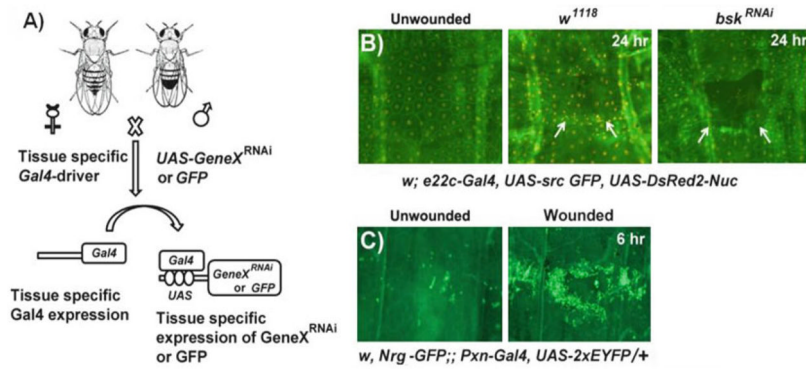 A)
Tissue specific
Gal4-driver
UAS-GeneX RNAi
or GFP
Gal4
Tissue specific
Gal4 expression
Gal4
UAS
GeneX RNAi
or GFP
Tissue specific
expression of GeneX RNAi
or GFP
Unwounded
w1118
bsk RNAi
B)
24 hr
24 hr
w; e22c-Gal4, UAS-src GFP, UAS-DsRed2-Nuc
Unwounded
Wounded
C)
6 hr
w, Nrg -GFP;; Pxn-Gal4, UAS-2xEYFP/+